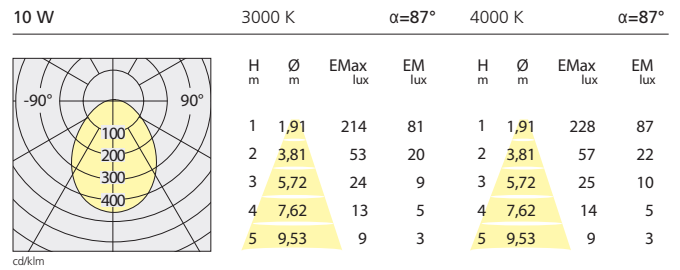 10 W 3000 K α=87° 4000 K α=87°
H Ø EMax EM H Ø EMax EM
m m lux lux m m lux lux
-90° 90°
100
200
300
400
1 1,91 214 81 1 1,91 228 87
2 3,81 53 20 2 3,81 57 22
3 5,72 24 9 3 5,72 25 10
4 7,62 13 5 4 7,62 14 5
5 9,53 9 3 5 9,53 9 3
cd/klm